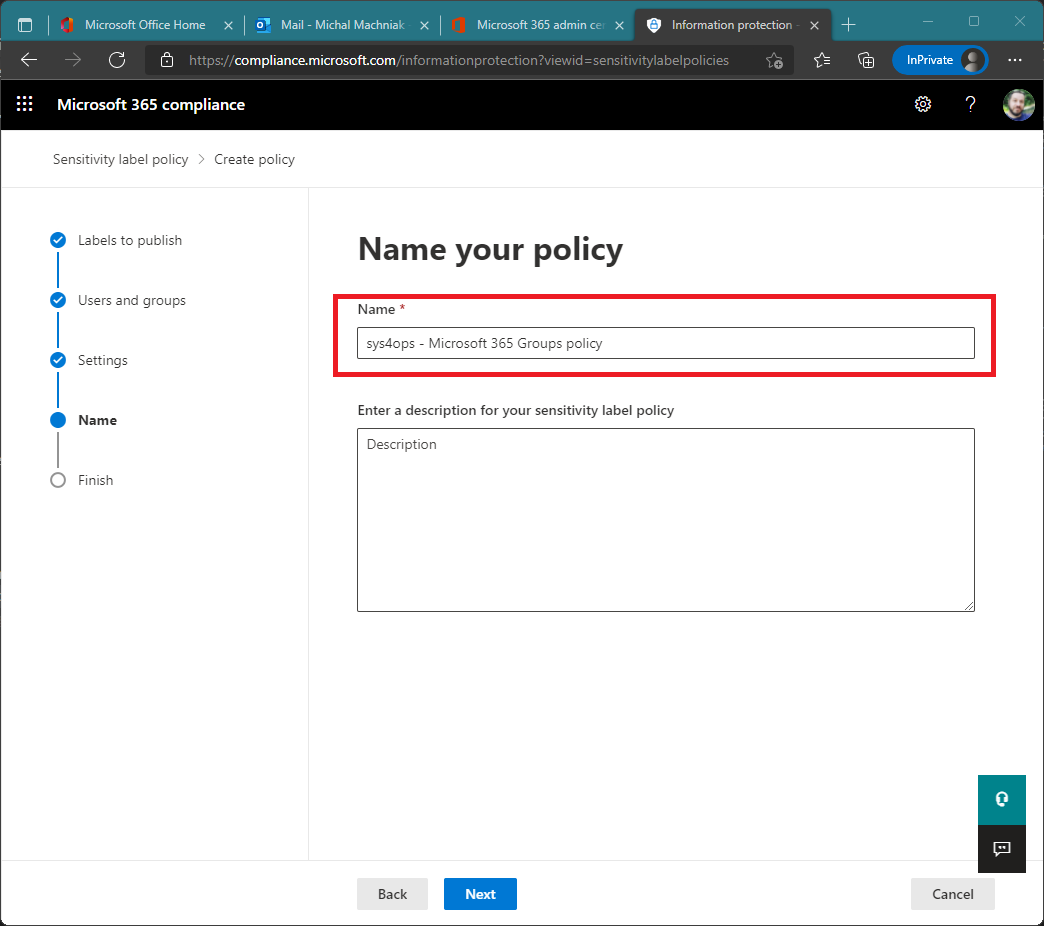 Microsoft Office Home
Mail - Michal Machniak
Microsoft 365 admin cer
Information protection -
https://compliance.microsoft.com/informationprotection?viewid=sensitivitylabelpolicies
InPrivate
Microsoft 365 compliance
?
Sensitivity label policy > Create policy
Labels to publish
Users and groups
Settings
Name
Finish
Name your policy
Name *
sys4ops - Microsoft 365 Groups policy
Enter a description for your sensitivity label policy
Description
Back
Next
Cancel